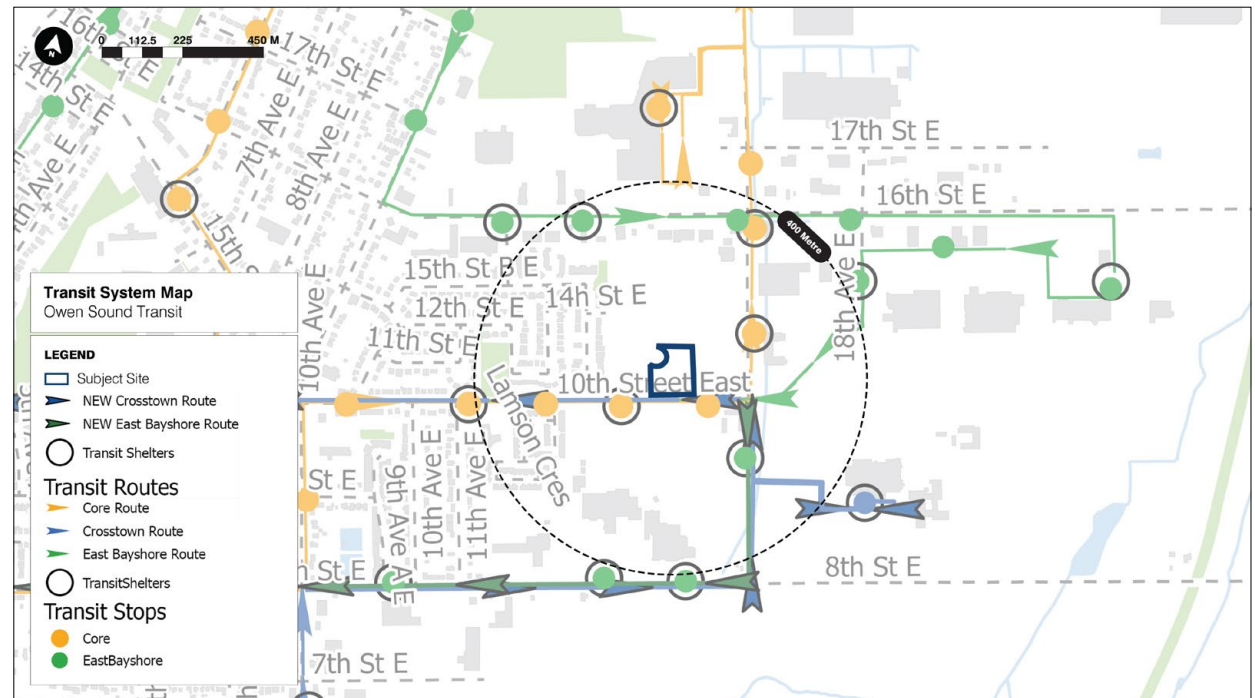 16th St E
14th St E
N
0 112.5 225 450 M
17th St E
7th Ave E
8th Ave E
17th St E
16th St E
15th S
400 Metre
18th Ave E
15th St B E
14h St E
12th St E
11th St E
10th Ave E
10th Street East
Lamson Cres
Transit System Map
Owen Sound Transit
LEGEND
Subject Site
NEW Crosstown Route
NEW East Bayshore Route
Transit Shelters
Transit Routes
Core Route
Crosstown Route
East Bayshore Route
TransitShelters
Transit Stops
Core
EastBayshore
St E
9th Ave A E
10th Ave E
11th Ave E
h St E
8th St E
7th St E